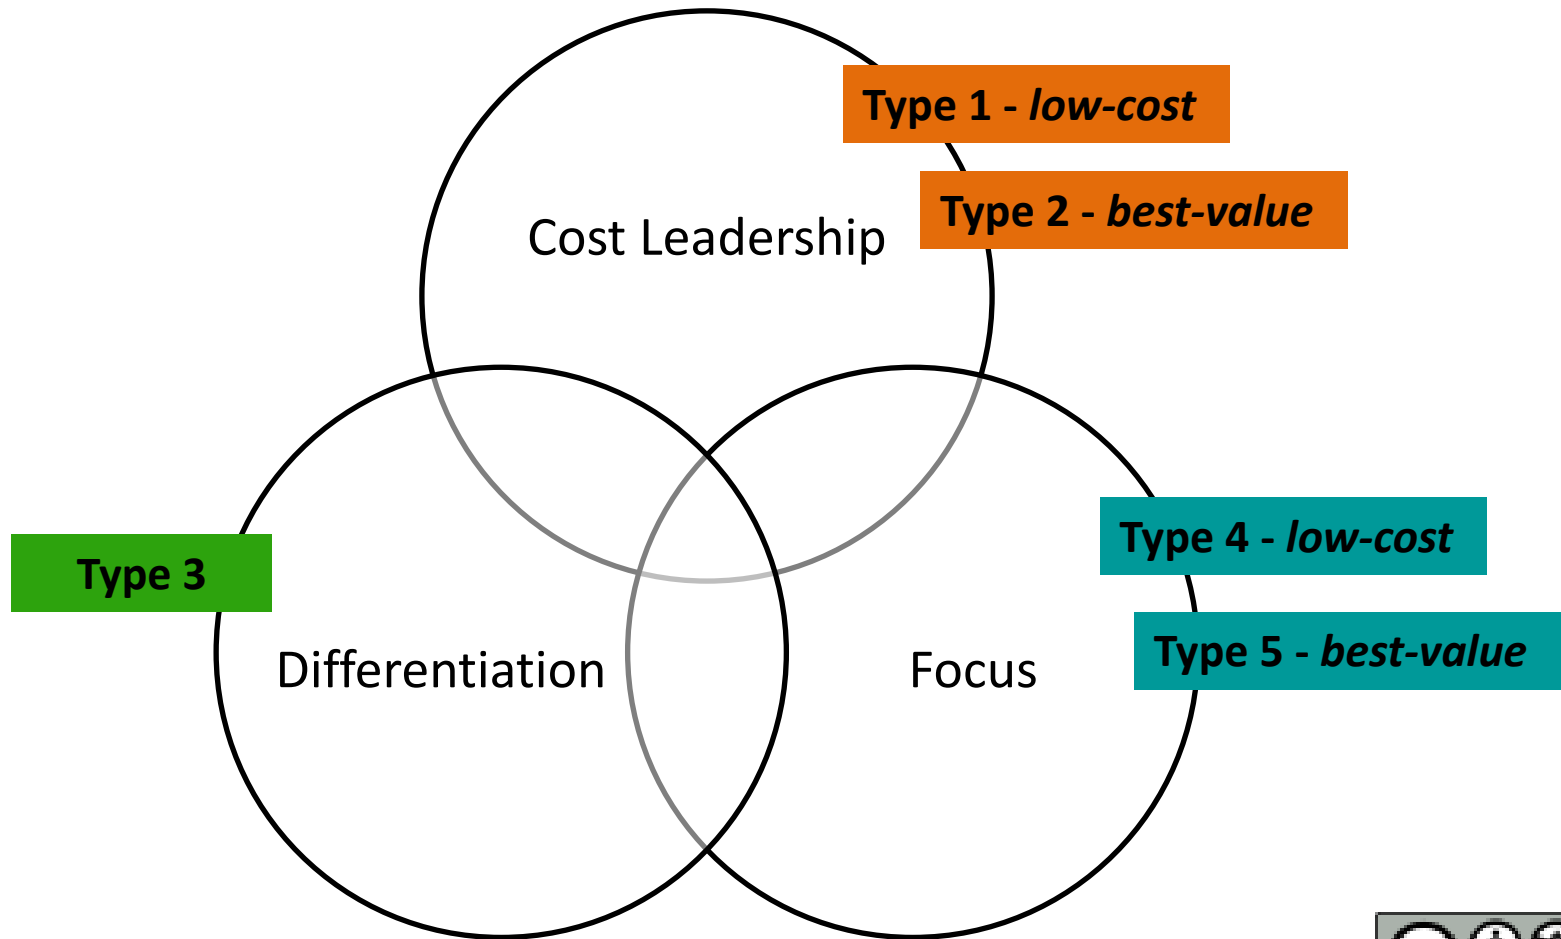 Type 1 - low-cost
Type 2 - best-value
Cost Leadership
Type 4 - low-cost
Type 3
Type 5 - best-value
Differentiation
Focus